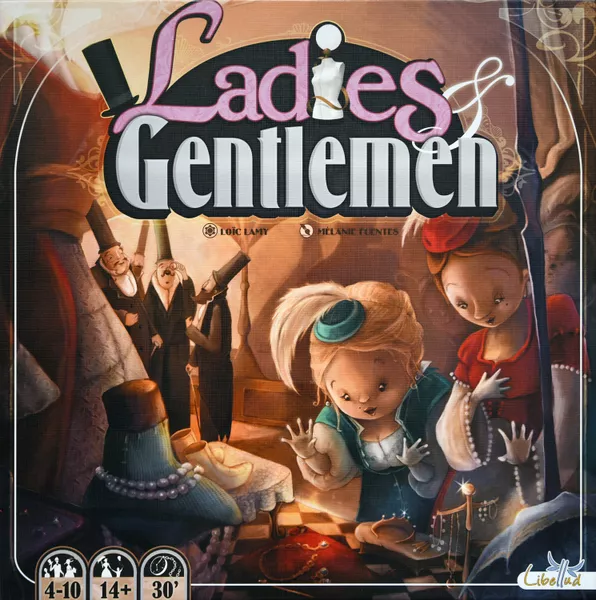 Ladies &
Gentlemen
LOÏC LAMY MÉLANIE FUENTES
4-10 14+ 30'
Libellud